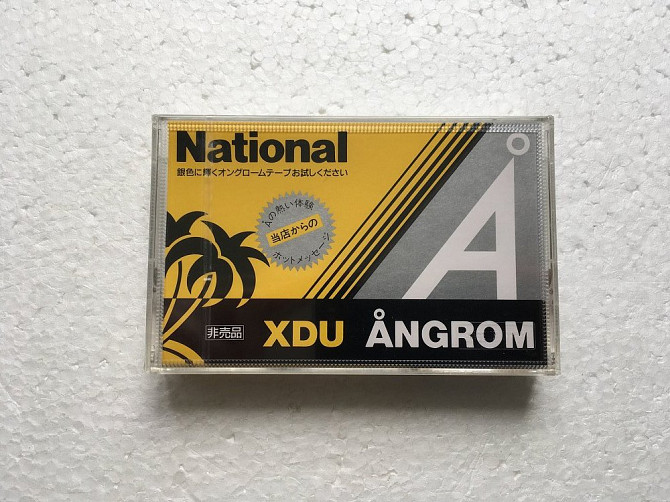 National
銀色に輝くオングロームテープお試しください
Åの熱い体験
当店からの
ホットメッセージ
Å
非売品 XDU ÅNGROM